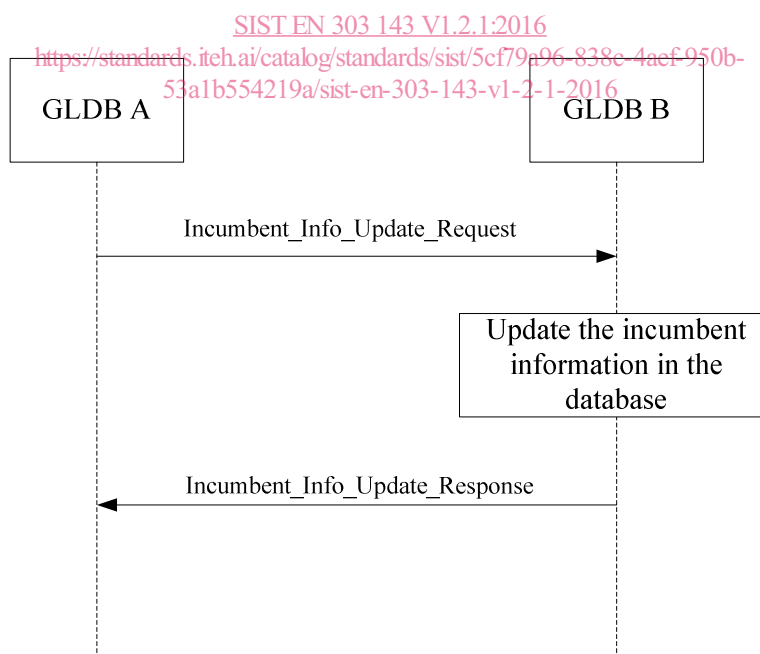 SIST EN 303 143 V1.2.1:2016
https://standards.iteh.ai/catalog/standards/sist/5cf79e96-838c-4aef-950b-
53a1b554219a/sist-en-303-143-v1-2-1-2016
GLDB A
GLDB B
Incumbent_Info_Update_Request
Update the incumbent
information in the
database
Incumbent_Info_Update_Response